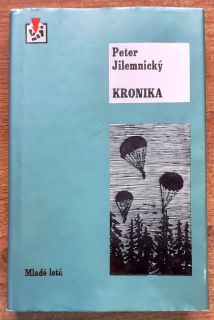 Peter
Jilemnický
KRONIKA
Mladé letá